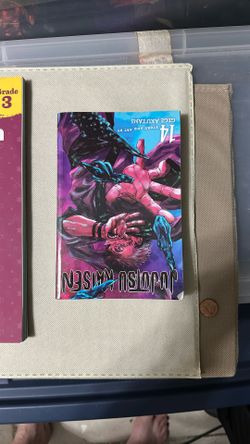 Grade
3
JUJUTSU KAISEN
14
STORY AND ART BY
GEGE AKUTAMI